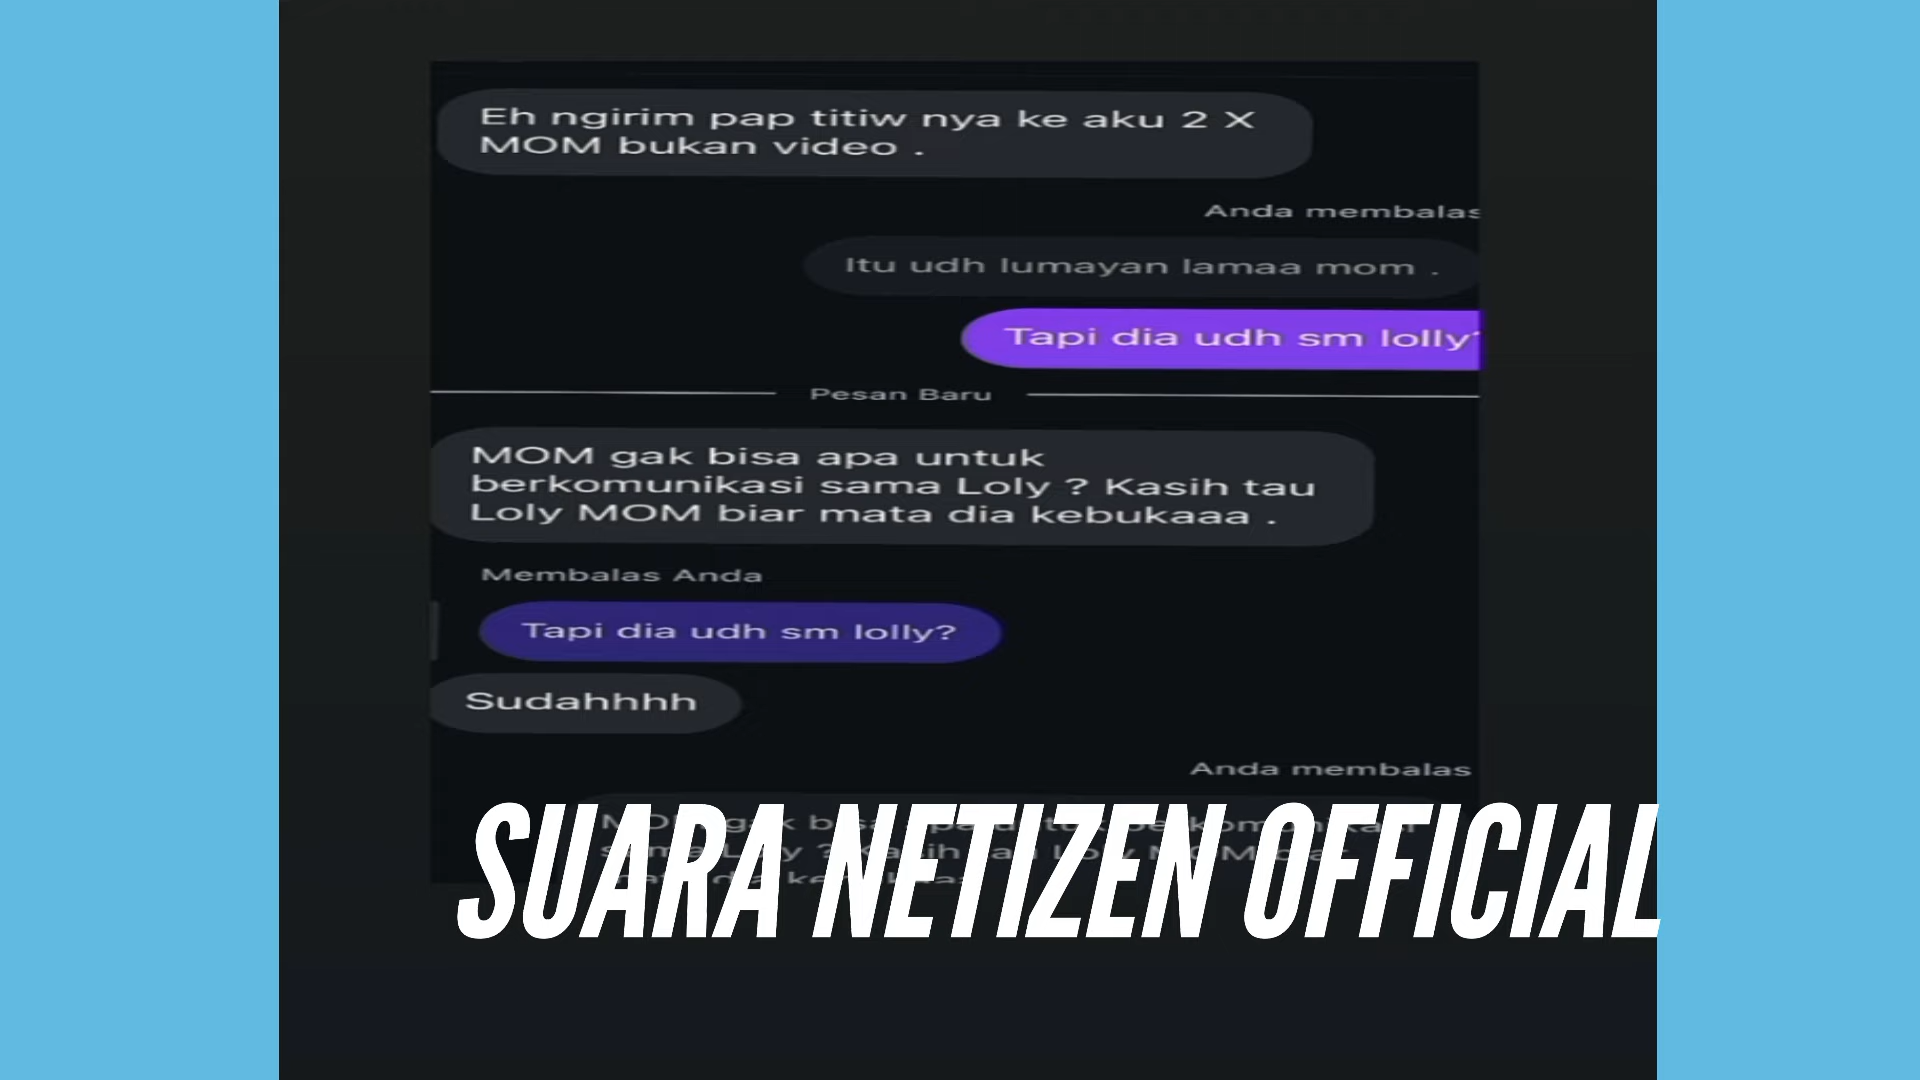 Eh ngirim pap titiw nya ke aku 2 X
MOM bukan video .
Anda membalas
Itu udh lumayan lamaa mom .
Tapi dia udh sm lolly?
Pesan Baru
MOM gak bisa apa untuk
berkomunikasi sama Loly ? Kasih tau
Loly MOM biar mata dia kebukaaa .
Membalas Anda
Tapi dia udh sm lolly?
Sudahhhh
Anda membalas
SUARA NETIZEN OFFICIAL